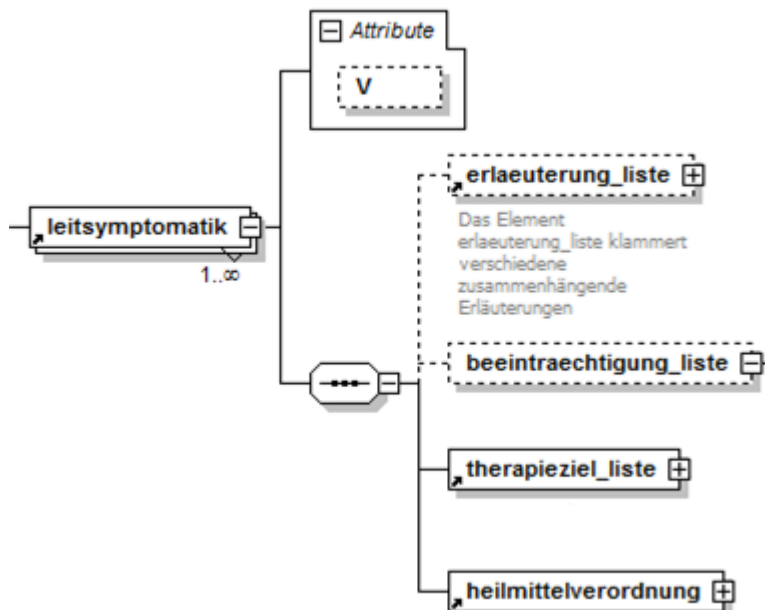 Attribute
V
erlaeuterung_liste
Das Element
erlaeuterung_liste klammert
verschiedene
zusammenhängende
Erläuterungen
leitsymptomatik
1..∞
beeintraechtigung_liste
therapieziel_liste
heilmittelverordnung